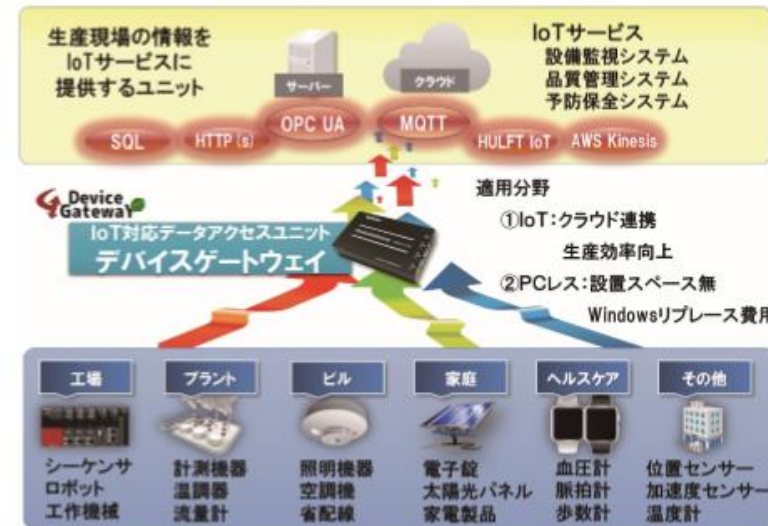 生産現場の情報を
IoTサービスに
提供するユニット
サーバー
クラウド
IoTサービス
設備監視システム
品質管理システム
予防保全システム
SQL
HTTP(s)
OPC UA
MQTT
HULFT IoT
AWS Kinesis
Device
Gateway
IoT対応データアクセスユニット
デバイスゲートウェイ
適用分野
①IoT:クラウド連携
生産効率向上
②PCレス:設置スペース無
Windowsリプレース費用
工場
シーケンサ
ロボット
工作機械
プラント
計測機器
温調器
流量計
ビル
照明機器
空調機
省配線
家庭
電子錠
太陽光パネル
家電製品
ヘルスケア
血圧計
脈拍計
歩数計
その他
位置センサー
加速度センサー
温度計